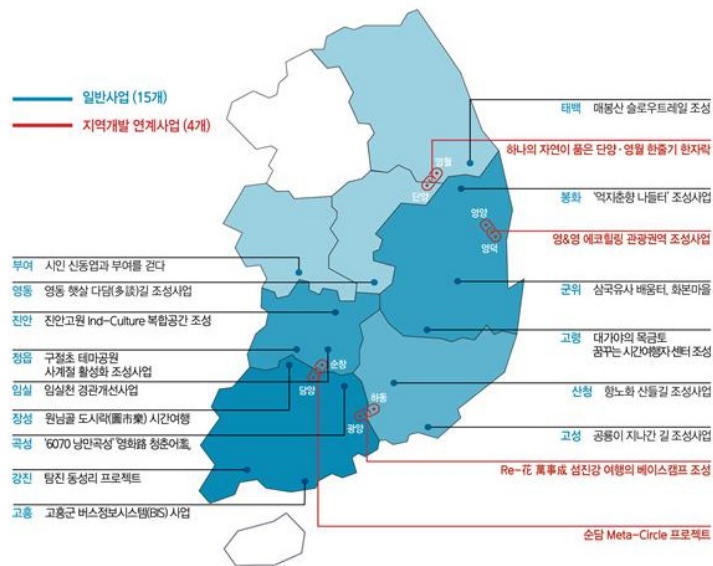 일반사업 (15개)
지역개발 연계사업 (4개)
태백 매봉산 슬로우트레일 조성
하나의 자연이 품은 단양·영월 한줄기 한자락
영월
단양
봉화 '억지춘향 나들터' 조성사업
영양
영덕
영&영 에코힐링 관광권역 조성사업
부여 시인 신동엽과 부여를 걷다
영동 영동 햇살 다담(多談)길 조성사업
군위 삼국유사 배움터, 화본마을
진안 진안고원 Ind-Culture 복합공간 조성
고령 대가야의 목금토
꿈꾸는 시간여행자 센터 조성
정읍 구절초 테마공원
사계절 활성화 조성사업
순창
담양
임실 임실천 경관개선사업
산청 항노화 산들길 조성사업
하동
광양
장성 원님골 도시락(圖市樂) 시간여행
곡성 '6070 낭만곡성' 영화路 청춘어람,
고성 공룡이 지나간 길 조성사업
Re-花 萬事成 섬진강 여행의 베이스캠프 조성
강진 탐진 동성리 프로젝트
고흥 고흥군 버스정보시스템(BIS) 사업
순담 Meta-Circle 프로젝트